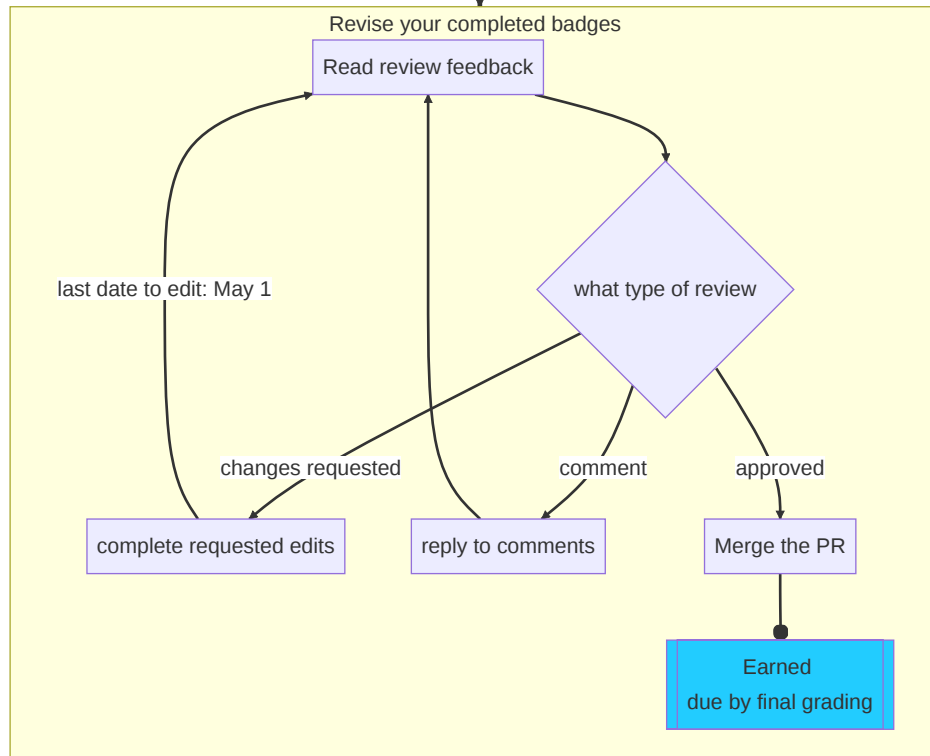 Revise your completed badges
Read review feedback
last date to edit: May 1
what type of review
changes requested
comment
approved
complete requested edits
reply to comments
Merge the PR
Earned
due by final grading